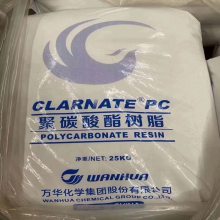 CLARNATE® PC
聚碳酸酯树脂
POLYCARBONATE RESIN
净重/NET: 25KG
WANHUA
万华化学集团股份有限公司
WANHUA CHEMICAL GROUP CO.,